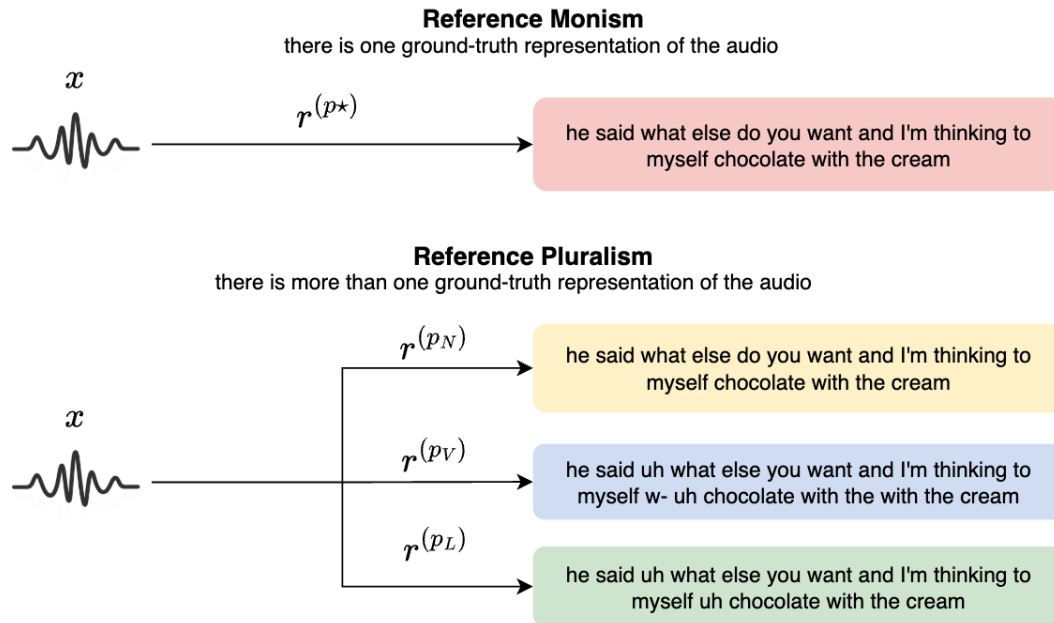 Reference Monism
there is one ground-truth representation of the audio
x
r^(p⋆)
he said what else do you want and I'm thinking to
myself chocolate with the cream
Reference Pluralism
there is more than one ground-truth representation of the audio
r^(p_N)
he said what else do you want and I'm thinking to
myself chocolate with the cream
x
r^(p_V)
he said uh what else you want and I'm thinking to
myself w- uh chocolate with the with the cream
r^(p_L)
he said uh what else you want and I'm thinking to
myself uh chocolate with the cream